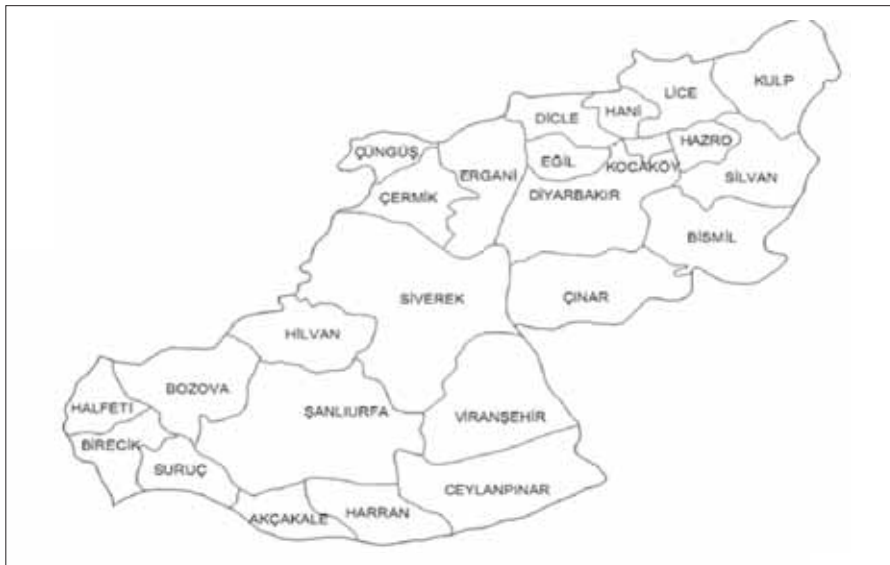 KULP
LİCE
HANİ
DİCLE
HAZRO
ÇÜNGÜŞ
EĞİL
KOCAKÖY
ERGANİ
SİLVAN
ÇERMİK
DİYARBAKIR
BİSMİL
SİVEREK
ÇINAR
HİLVAN
BOZOVA
HALFETİ
ŞANLIURFA
VİRANŞEHİR
BİRECİK
SURUÇ
CEYLANPINAR
HARRAN
AKÇAKALE